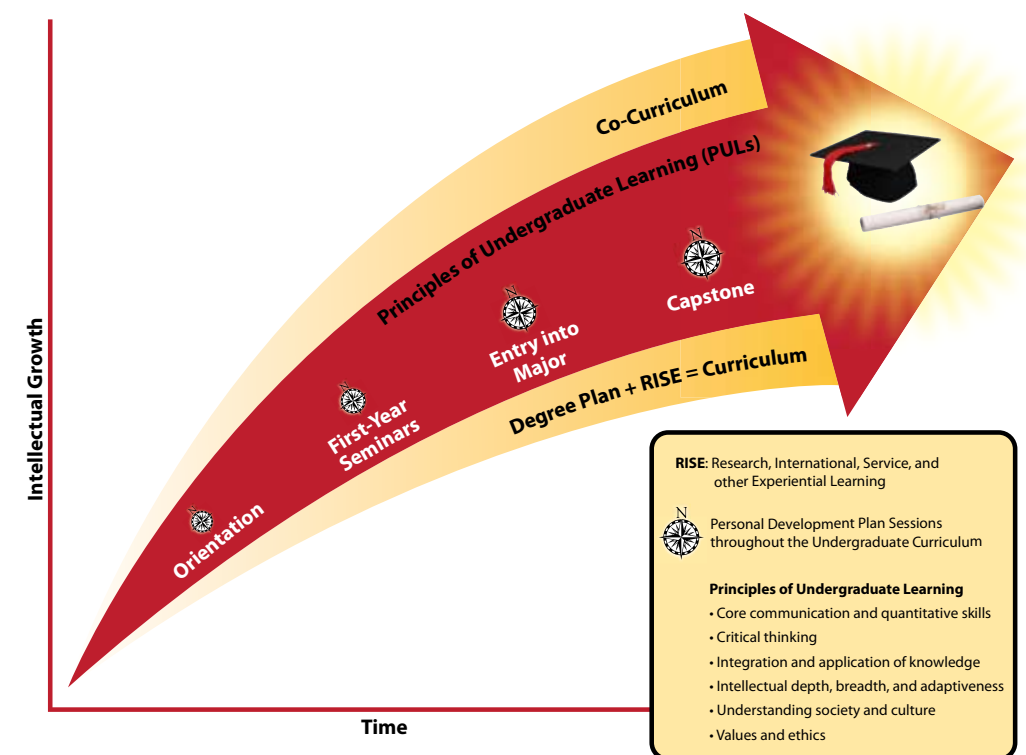 Co-Curriculum
Principles of Undergraduate Learning (PULs)
N
Capstone
N
Entry into
Major
N
First-Year
Seminars
N
Orientation
Degree Plan + RISE = Curriculum
Intellectual Growth
Time
RISE: Research, International, Service, and
other Experiential Learning
N
Personal Development Plan Sessions
throughout the Undergraduate Curriculum
Principles of Undergraduate Learning
• Core communication and quantitative skills
• Critical thinking
• Integration and application of knowledge
• Intellectual depth, breadth, and adaptiveness
• Understanding society and culture
• Values and ethics